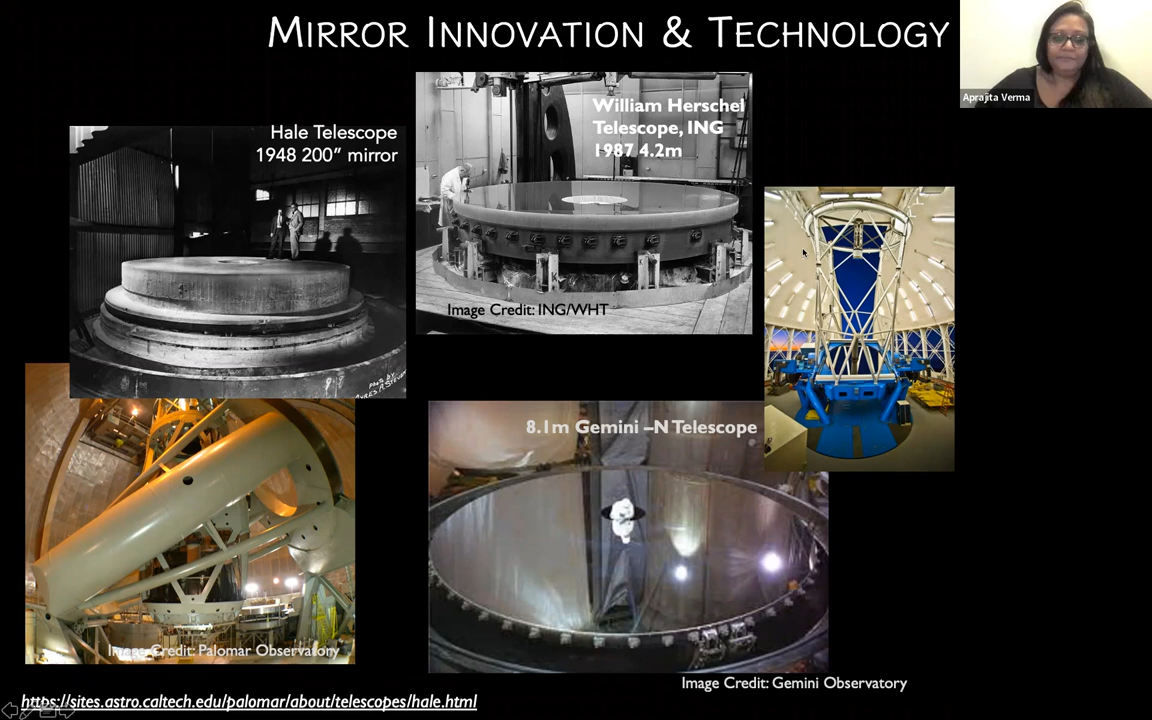 MIRROR INNOVATION & TECHNOLOGY
Aprajita Verma
Hale Telescope
1948 200” mirror
William Herschel
Telescope, ING
1987 4.2m
Image Credit: ING/WHT
PHOTO BY
8.1m Gemini –N Telescope
Image Credit: Palomar Observatory
Image Credit: Gemini Observatory
https://sites.astro.caltech.edu/palomar/about/telescopes/hale.html